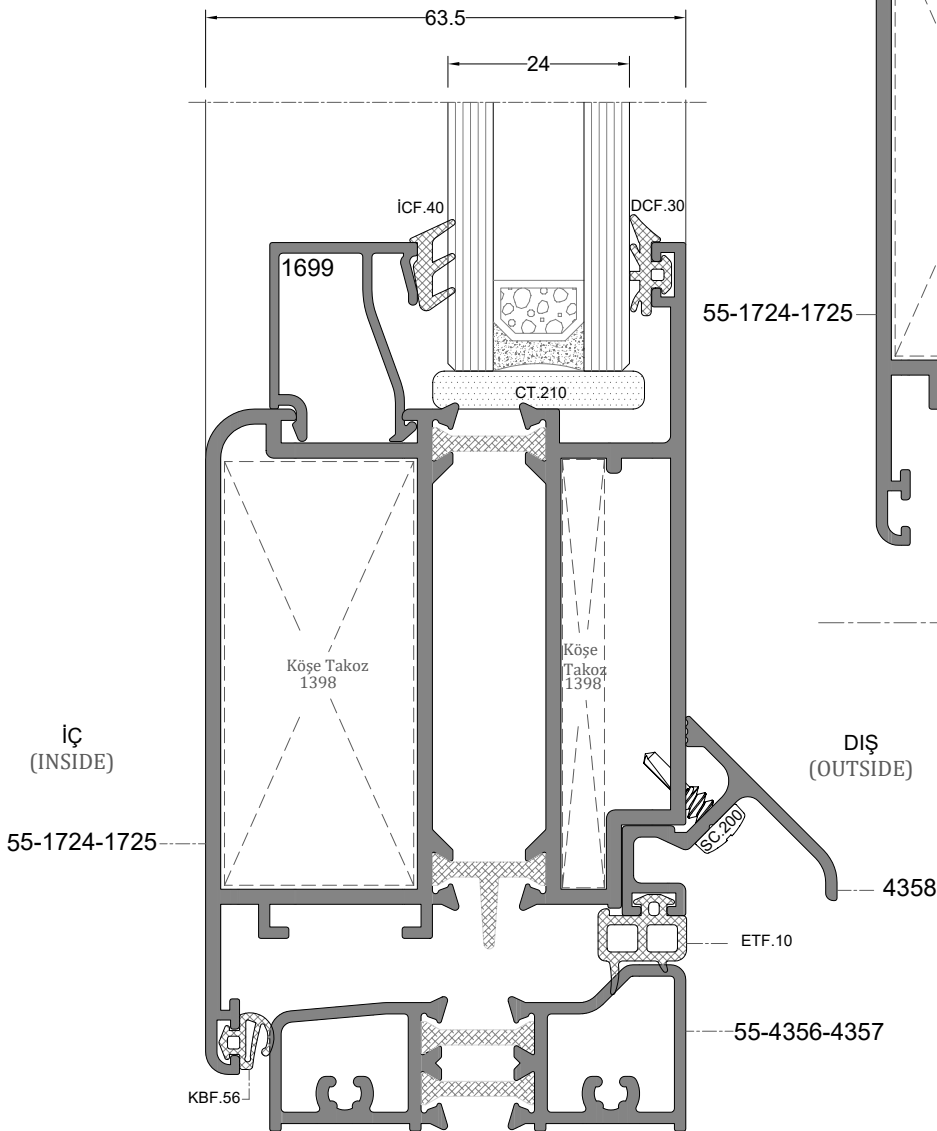 63.5
24
İCF.40
DCF.30
1699
55-1724-1725
CT.210
Köşe Takoz
1398
Köşe
Takoz
1398
İÇ
(INSIDE)
DIŞ
(OUTSIDE)
SC.200
55-1724-1725
4358
ETF.10
55-4356-4357
KBF.56